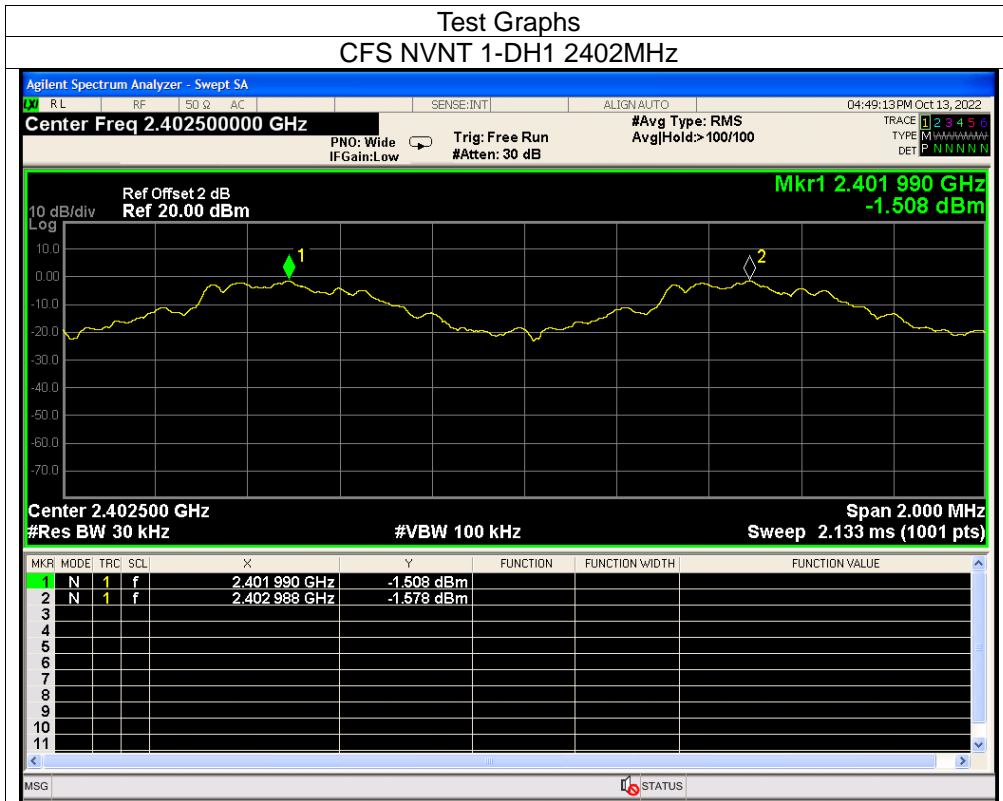 Test Graphs
CFS NVNT 1-DH1 2402MHz
Agilent Spectrum Analyzer - Swept SA
LXI RL RF 50 Ω AC SENSE:INT ALIGN AUTO 04:49:13 PM Oct 13, 2022
Center Freq 2.402500000 GHz #Avg Type: RMS TRACE 1 2 3 4 5 6
PNO: Wide Trig: Free Run Avg|Hold:>100/100 TYPE M
IFGain:Low #Atten: 30 dB DET P N N N N N
Mkr1 2.401 990 GHz
Ref Offset 2 dB
10 dB/div Ref 20.00 dBm -1.508 dBm
Log
10.0
1
2
0.00
-10.0
-20.0
-30.0
-40.0
-50.0
-60.0
-70.0
Center 2.402500 GHz Span 2.000 MHz
#Res BW 30 kHz #VBW 100 kHz Sweep 2.133 ms (1001 pts)
MKR MODE TRC SCL X Y FUNCTION FUNCTION WIDTH FUNCTION VALUE
1 N 1 f 2.401 990 GHz -1.508 dBm
2 N 1 f 2.402 988 GHz -1.578 dBm
3
4
5
6
7
8
9
10
11
MSG STATUS